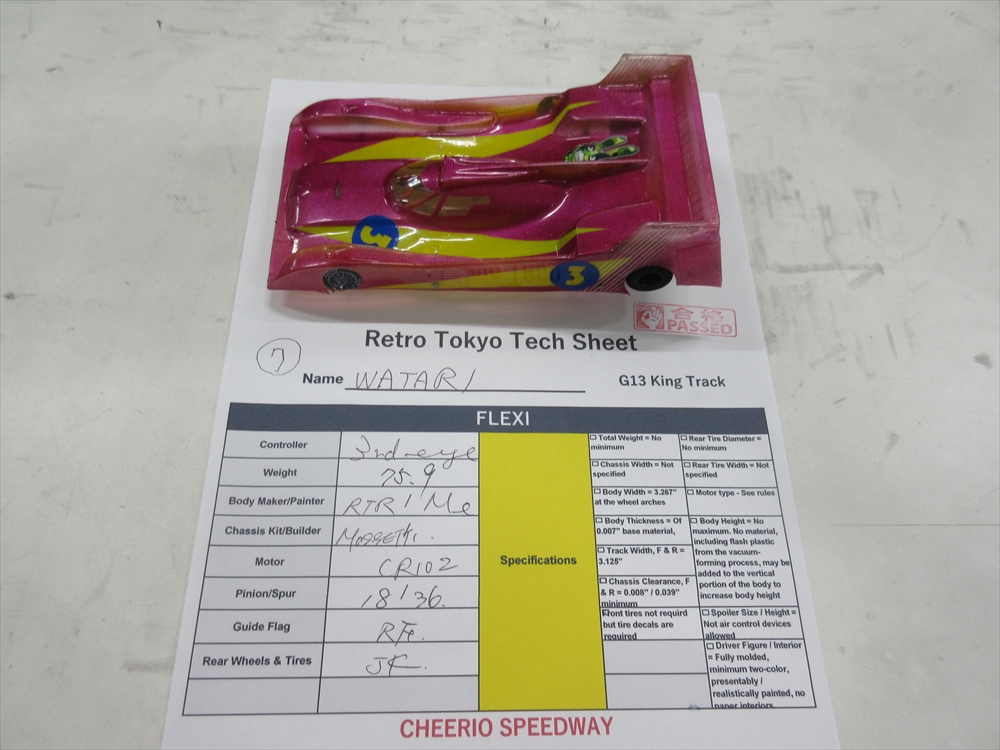 3
3
合格
PASSED
Retro Tokyo Tech Sheet
7
Name WATARI
G13 King Track
FLEXI
Controller 3rd-eye
Weight 75.9
Body Maker/Painter RTR / Me
Chassis Kit/Builder Mossetti.
Motor CR102
Pinion/Spur 18/36.
Guide Flag
Rear Wheels & Tires JK.
Specifications
☐ Total Weight = No
minimum
☐ Rear Tire Diameter =
No minimum
☐ Chassis Width = Not
specified
☐ Rear Tire Width = Not
specified
☐ Body Width = 3.267"
at the wheel arches
☐ Motor type - See rules
☐ Body Thickness = Of
0.007" base material,
☐ Body Height = No
maximum. No material,
including flash plastic
from the vacuum-
forming process, may be
added to the vertical
portion of the body to
increase body height
☐ Track Width, F & R =
3.125"
☐ Chassis Clearance, F
& R = 0.008" / 0.039"
minimum
Front tires not requird
but tire decals are
required
☐ Spoiler Size / Height =
Not air control devices
allowed
☐ Driver Figure / Interior
= Fully molded,
minimum two-color,
presentably /
realistically painted, no
paper interiors
CHEERIO SPEEDWAY